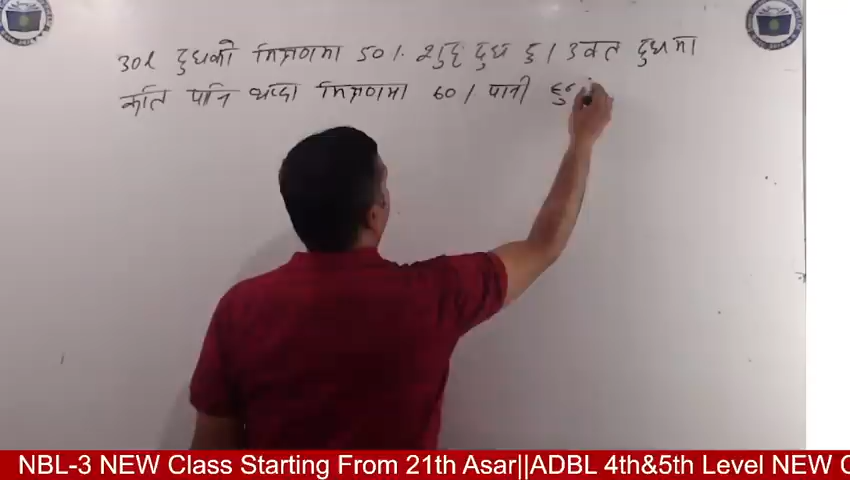 30l दुधको मिश्रणमा 50% शुद्ध दुध छ। उक्त दुधमा
कति पानि थप्दा मिश्रणमा 60% पानी
NBL-3 NEW Class Starting From 21th Asar||ADBL 4th&5th Level NEW C